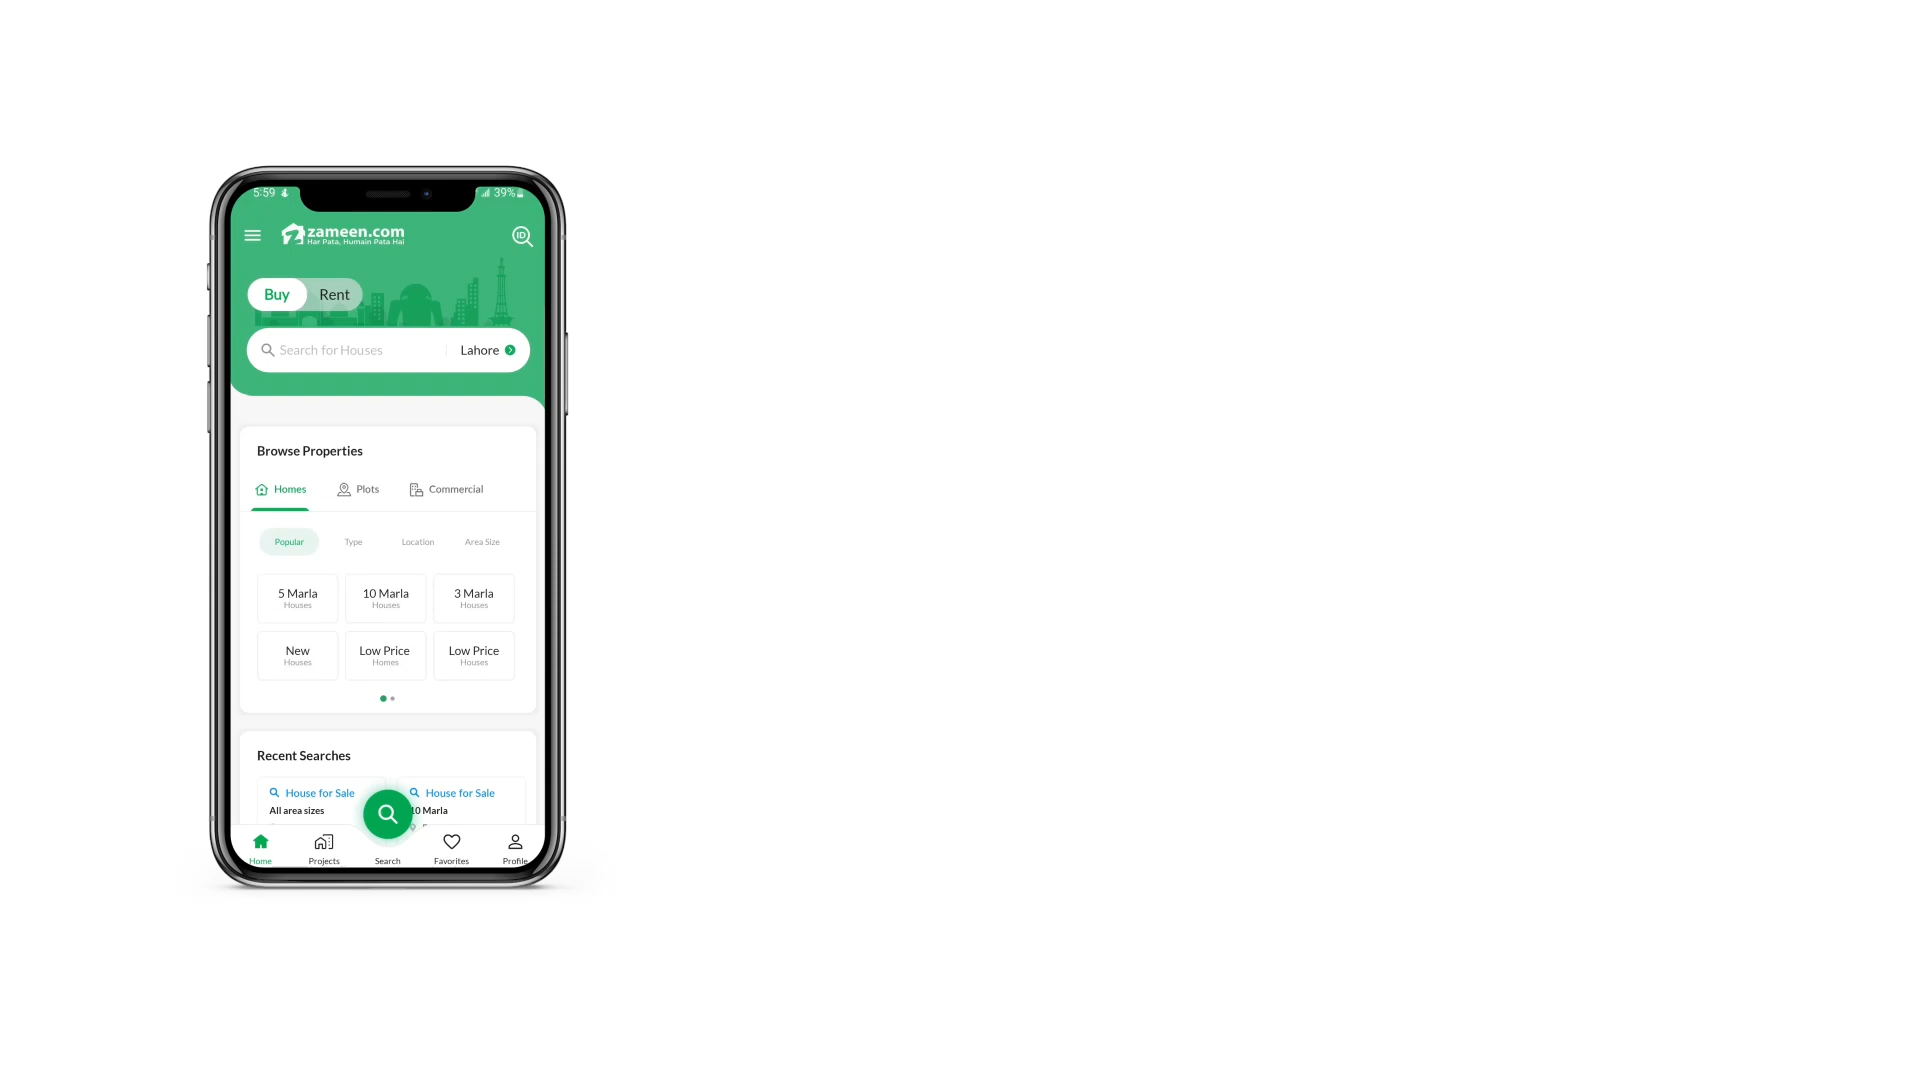 5:59
39%
zameen.com
Har Pata, Humain Pata Hai
ID
Buy
Rent
Search for Houses
Lahore
Browse Properties
Homes
Plots
Commercial
Popular
Type
Location
Area Size
5 Marla
Houses
10 Marla
Houses
3 Marla
Houses
New
Houses
Low Price
Homes
Low Price
Houses
Recent Searches
House for Sale
All area sizes
House for Sale
10 Marla
Home
Projects
Search
Favorites
Profile